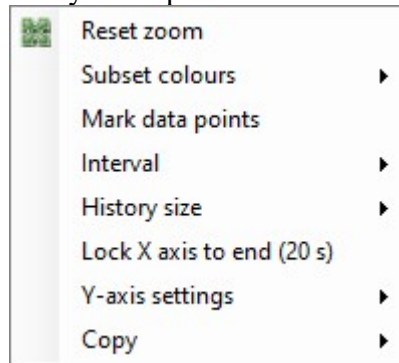 Reset zoom
Subset colours
Mark data points
Interval
History size
Lock X axis to end (20 s)
Y-axis settings
Copy